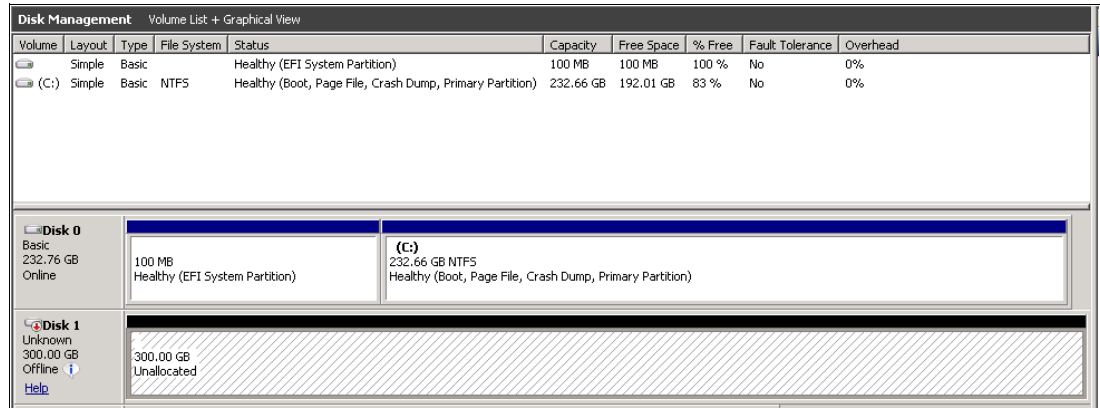 Disk Management Volume List + Graphical View
Volume Layout Type File System Status Capacity Free Space % Free Fault Tolerance Overhead
Simple Basic Healthy (EFI System Partition) 100 MB 100 MB 100 % No 0%
(C:) Simple Basic NTFS Healthy (Boot, Page File, Crash Dump, Primary Partition) 232.66 GB 192.01 GB 83 % No 0%
Disk 0
Basic
232.76 GB
Online
100 MB
Healthy (EFI System Partition)
(C:)
232.66 GB NTFS
Healthy (Boot, Page File, Crash Dump, Primary Partition)
Disk 1
Unknown
300.00 GB
Offline
Help
300.00 GB
Unallocated